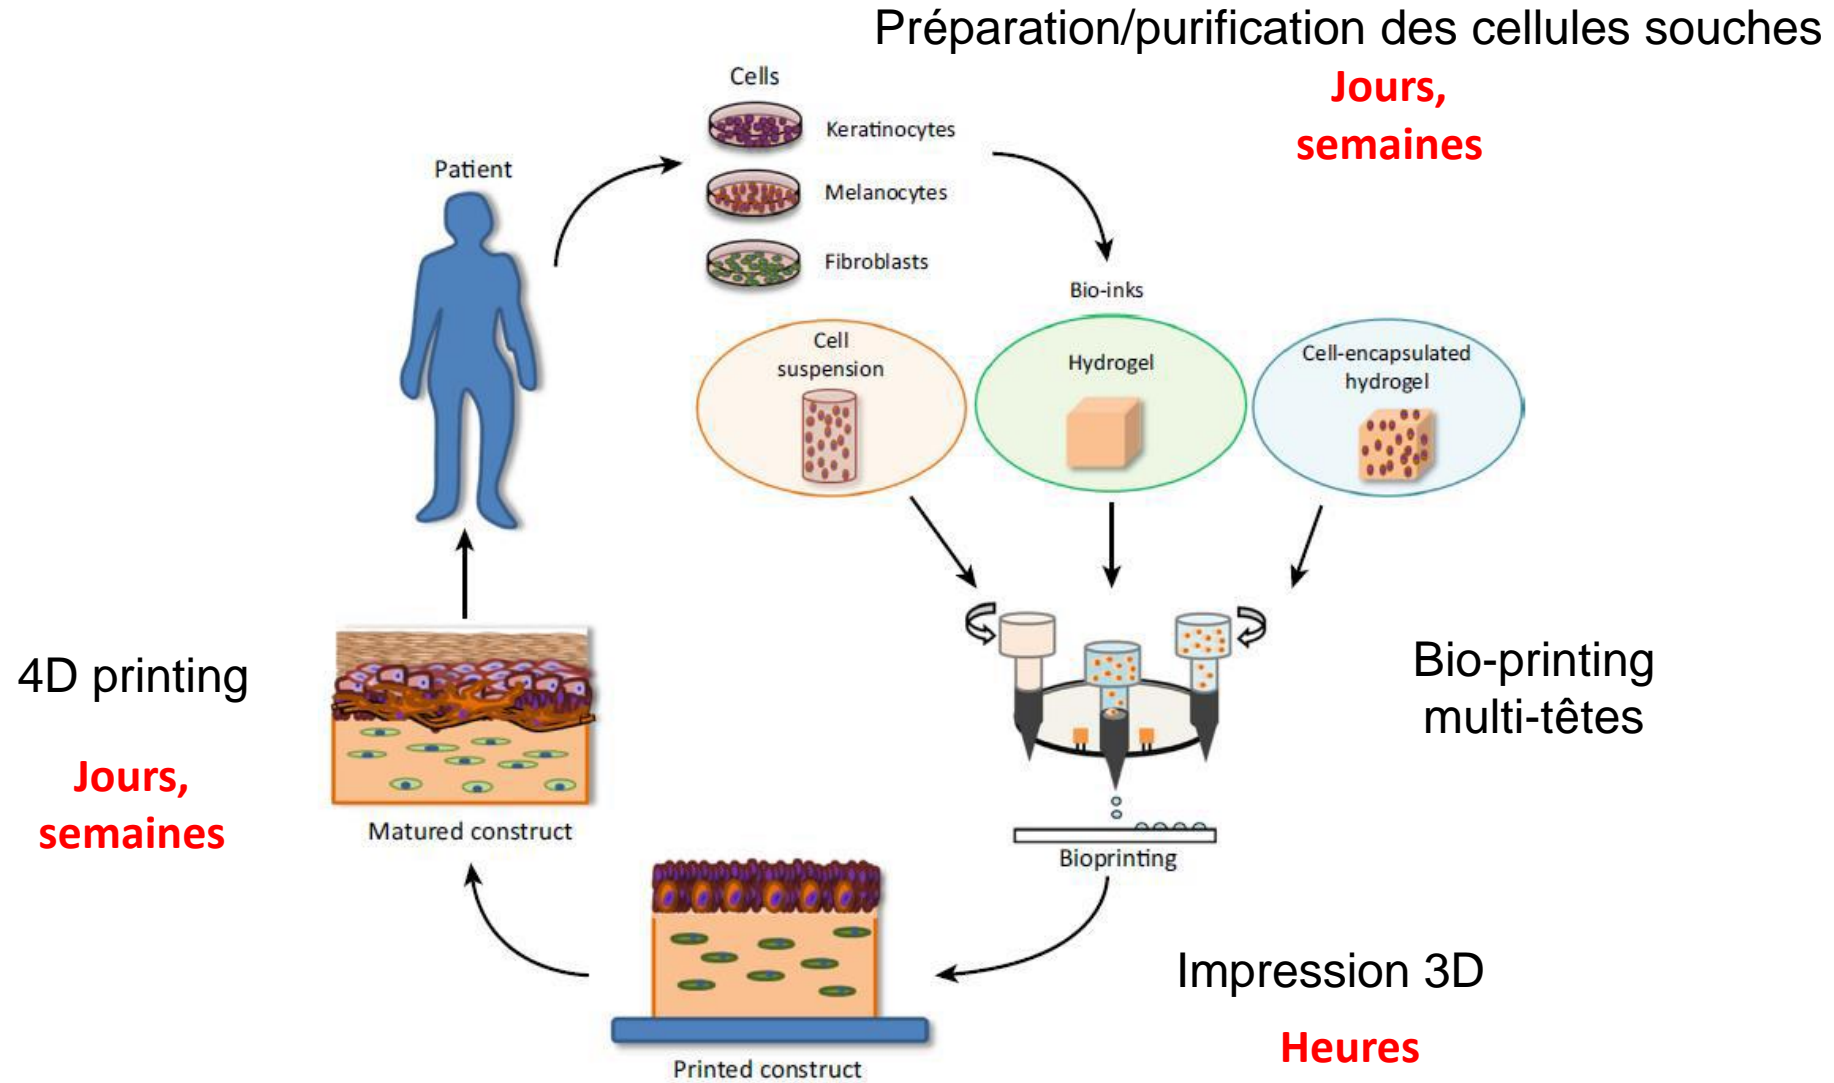 Préparation/purification des cellules souches
Jours,
semaines
Cells
Keratinocytes
Melanocytes
Fibroblasts
Patient
Bio-inks
Cell
suspension
Hydrogel
Cell-encapsulated
hydrogel
Bio-printing
multi-têtes
Bioprinting
Impression 3D
Heures
Printed construct
4D printing
Jours,
semaines
Matured construct